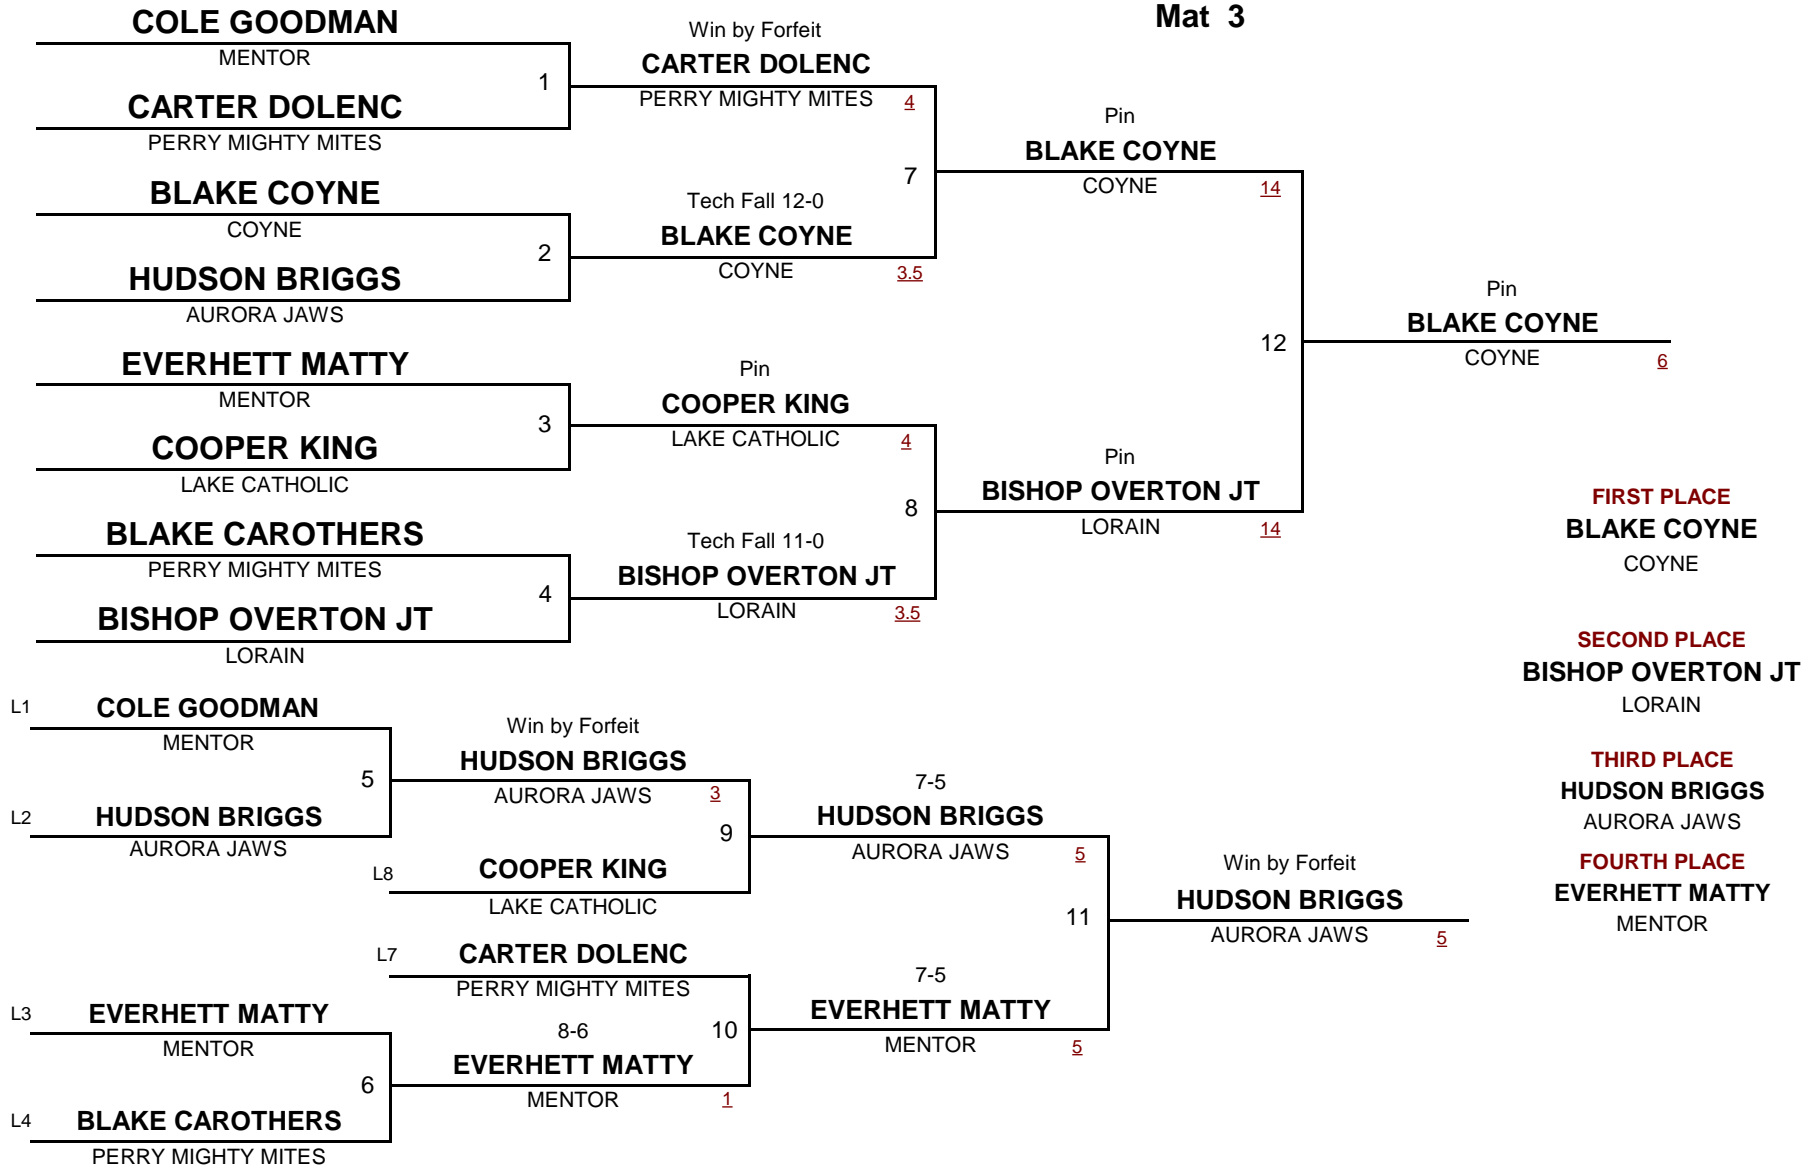 Mat 3
COLE GOODMAN
MENTOR
1
CARTER DOLENC
PERRY MIGHTY MITES
BLAKE COYNE
COYNE
2
HUDSON BRIGGS
AURORA JAWS
EVERHETT MATTY
MENTOR
3
COOPER KING
LAKE CATHOLIC
BLAKE CAROTHERS
PERRY MIGHTY MITES
4
BISHOP OVERTON JT
LORAIN
Win by Forfeit
CARTER DOLENC
PERRY MIGHTY MITES 4
7
Tech Fall 12-0
BLAKE COYNE
COYNE 3.5
Pin
COOPER KING
LAKE CATHOLIC 4
8
Tech Fall 11-0
BISHOP OVERTON JT
LORAIN 3.5
Pin
BLAKE COYNE
COYNE 14
12
Pin
BISHOP OVERTON JT
LORAIN 14
Pin
BLAKE COYNE
COYNE 6
FIRST PLACE
BLAKE COYNE
COYNE
SECOND PLACE
BISHOP OVERTON JT
LORAIN
THIRD PLACE
HUDSON BRIGGS
AURORA JAWS
FOURTH PLACE
EVERHETT MATTY
MENTOR
L1 COLE GOODMAN
MENTOR
5
L2 HUDSON BRIGGS
AURORA JAWS
L3 EVERHETT MATTY
MENTOR
6
L4 BLAKE CAROTHERS
PERRY MIGHTY MITES
Win by Forfeit
HUDSON BRIGGS
AURORA JAWS 3
9
L8 COOPER KING
LAKE CATHOLIC
L7 CARTER DOLENC
PERRY MIGHTY MITES
8-6 10
EVERHETT MATTY
MENTOR 1
7-5
HUDSON BRIGGS
AURORA JAWS 5
11
7-5
EVERHETT MATTY
MENTOR 5
Win by Forfeit
HUDSON BRIGGS
AURORA JAWS 5